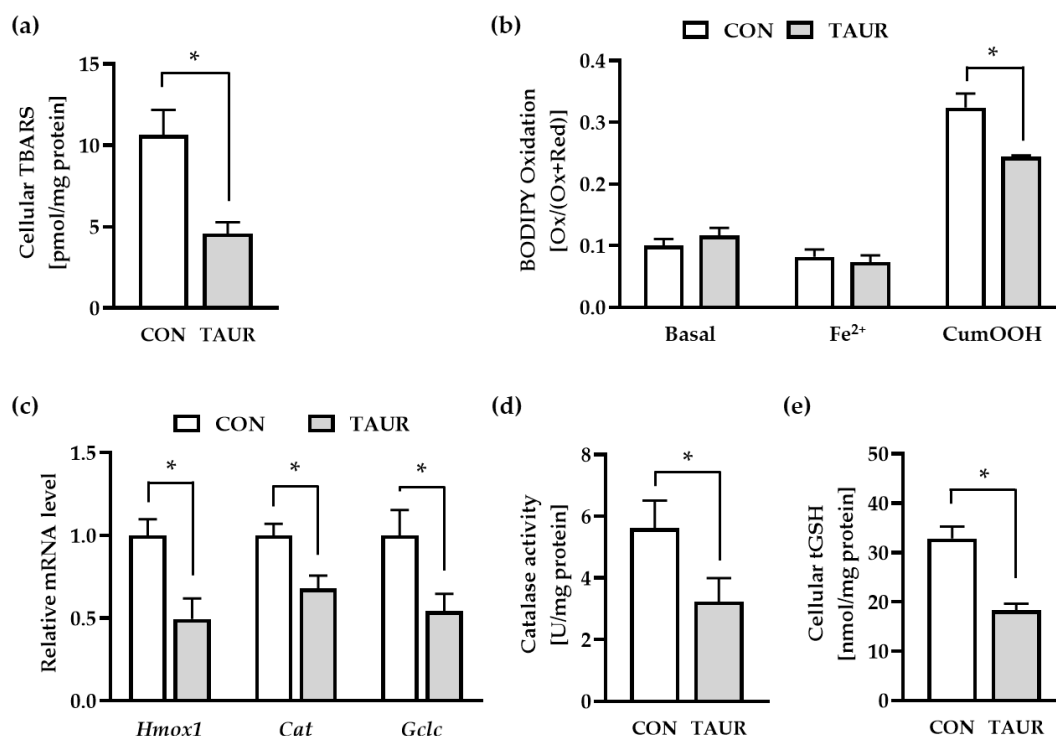 (a)
*
Cellular TBARS
[pmol/mg protein]
15
10
5
0
CON TAUR
(b)
CON TAUR
*
BODIPY Oxidation
[Ox/(Ox+Red)]
0.4
0.3
0.2
0.1
0.0
Basal Fe²⁺ CumOOH
(c)
CON TAUR
* * *
Relative mRNA level
1.5
1.0
0.5
0.0
Hmox1 Cat Gclc
(d)
*
Catalase activity
[U/mg protein]
8
6
4
2
0
CON TAUR
(e)
*
Cellular tGSH
[nmol/mg protein]
50
40
30
20
10
0
CON TAUR